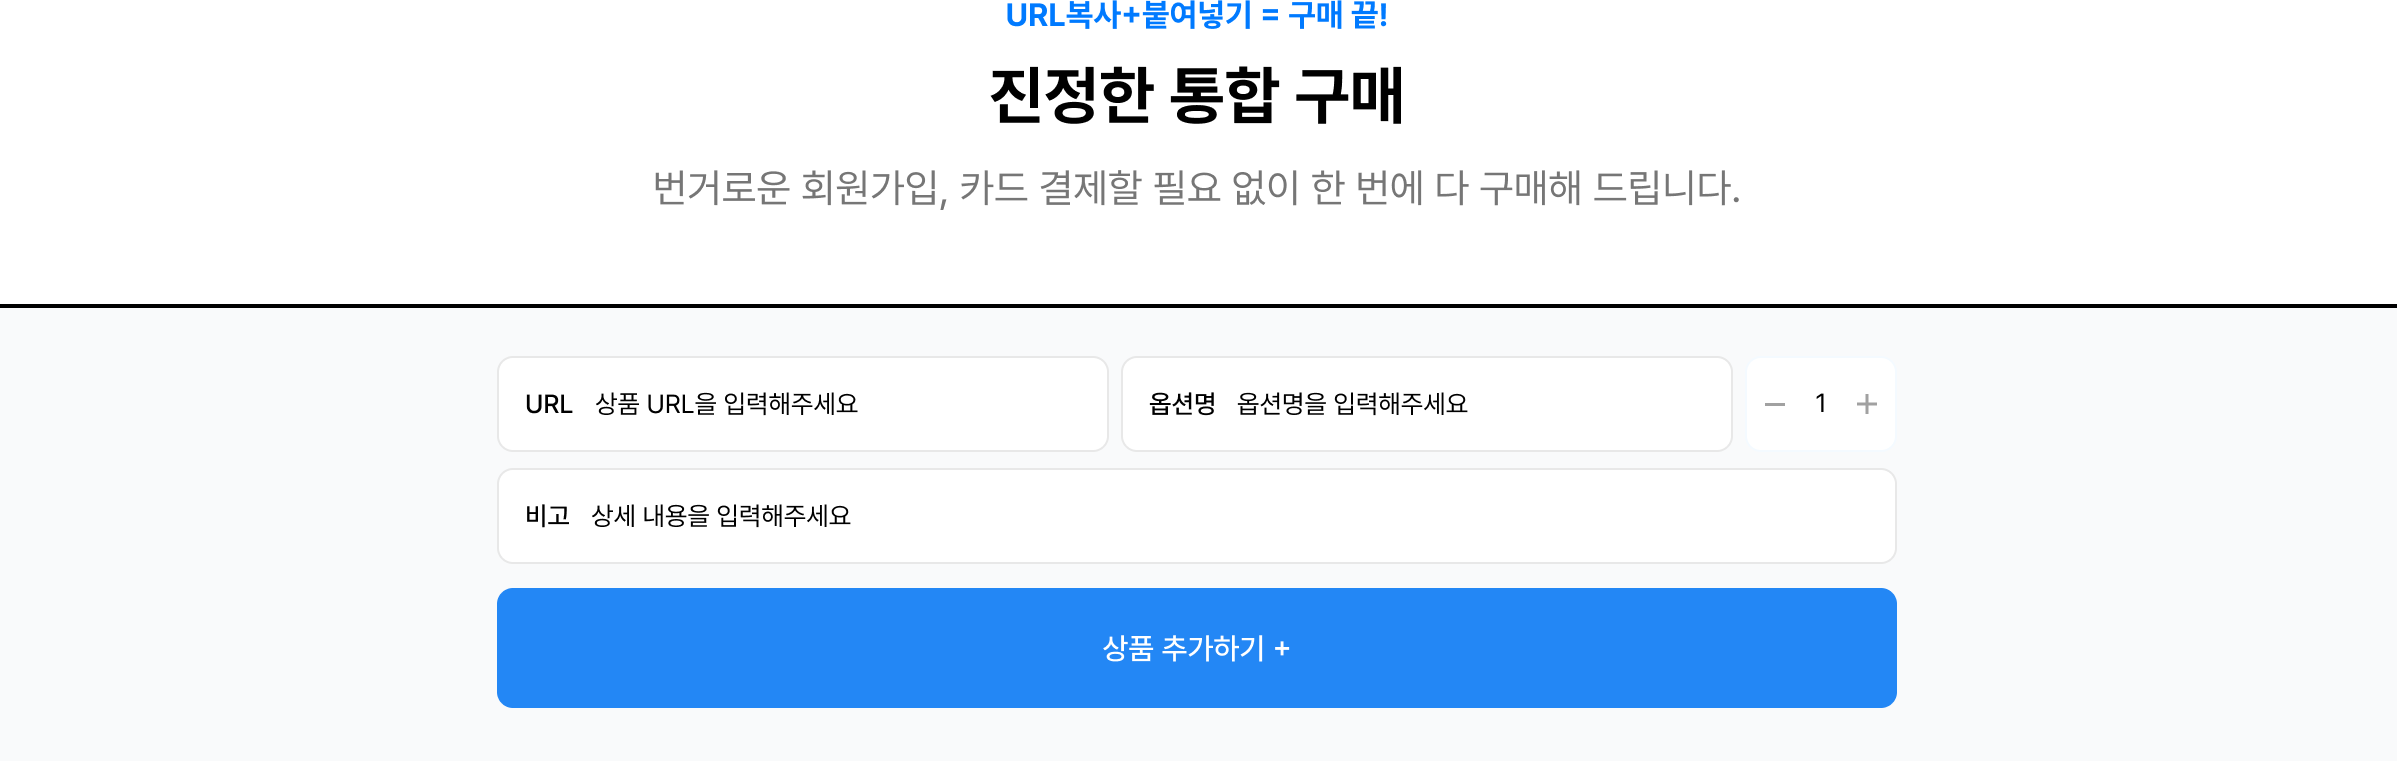 URL복사+붙여넣기 = 구매 끝!
진정한 통합 구매
번거로운 회원가입, 카드 결제할 필요 없이 한 번에 다 구매해 드립니다.
URL 상품 URL을 입력해주세요 옵션명 옵션명을 입력해주세요 — 1 +
비고 상세 내용을 입력해주세요
상품 추가하기 +